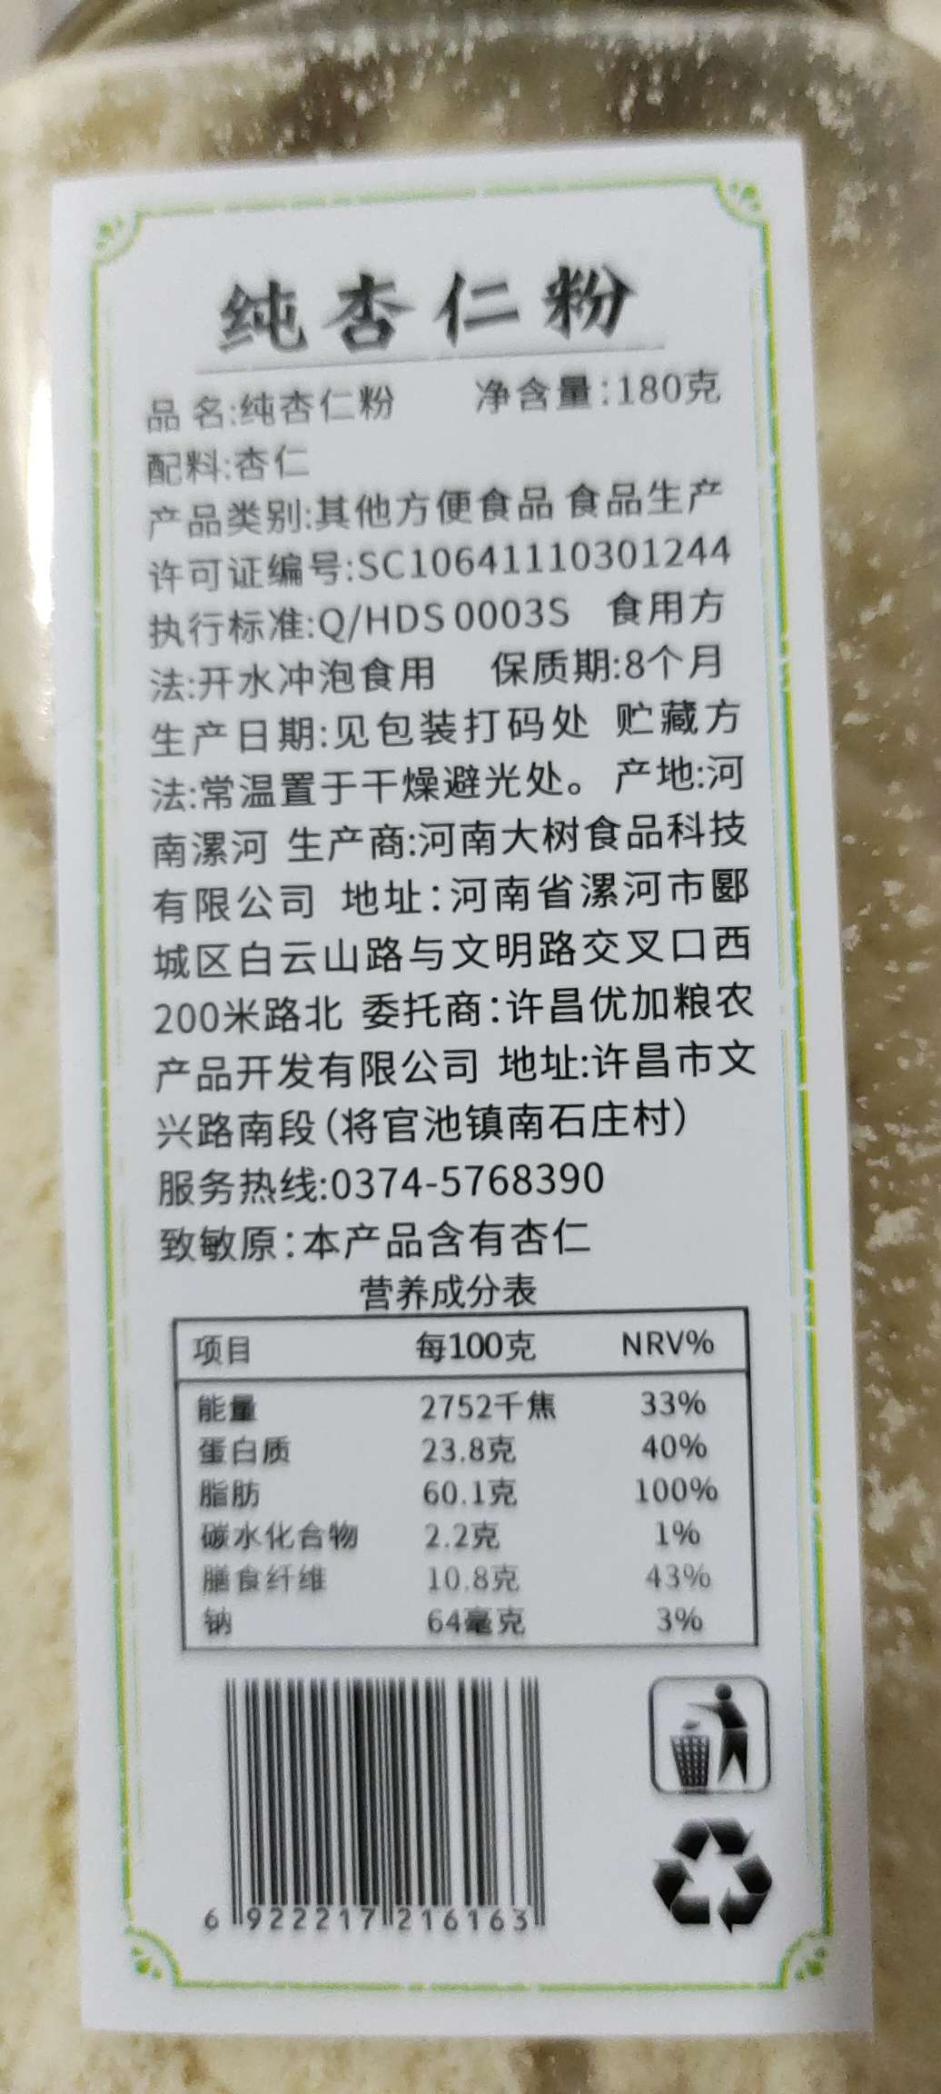 纯杏仁粉
品名:纯杏仁粉 净含量:180克
配料:杏仁
产品类别:其他方便食品 食品生产
许可证编号:SC10641110301244
执行标准:Q/HDS 0003S 食用方
法:开水冲泡食用 保质期:8个月
生产日期:见包装打码处 贮藏方
法:常温置于干燥避光处。 产地:河
南漯河 生产商:河南大树食品科技
有限公司 地址:河南省漯河市郾
城区白云山路与文明路交叉口西
200米路北 委托商:许昌优加粮农
产品开发有限公司 地址:许昌市文
兴路南段(将官池镇南石庄村)
服务热线:0374-5768390
致敏原:本产品含有杏仁
营养成分表
项目 每100克 NRV%
能量 2752千焦 33%
蛋白质 23.8克 40%
脂肪 60.1克 100%
碳水化合物 2.2克 1%
膳食纤维 10.8克 43%
钠 64毫克 3%
6 922217 216163